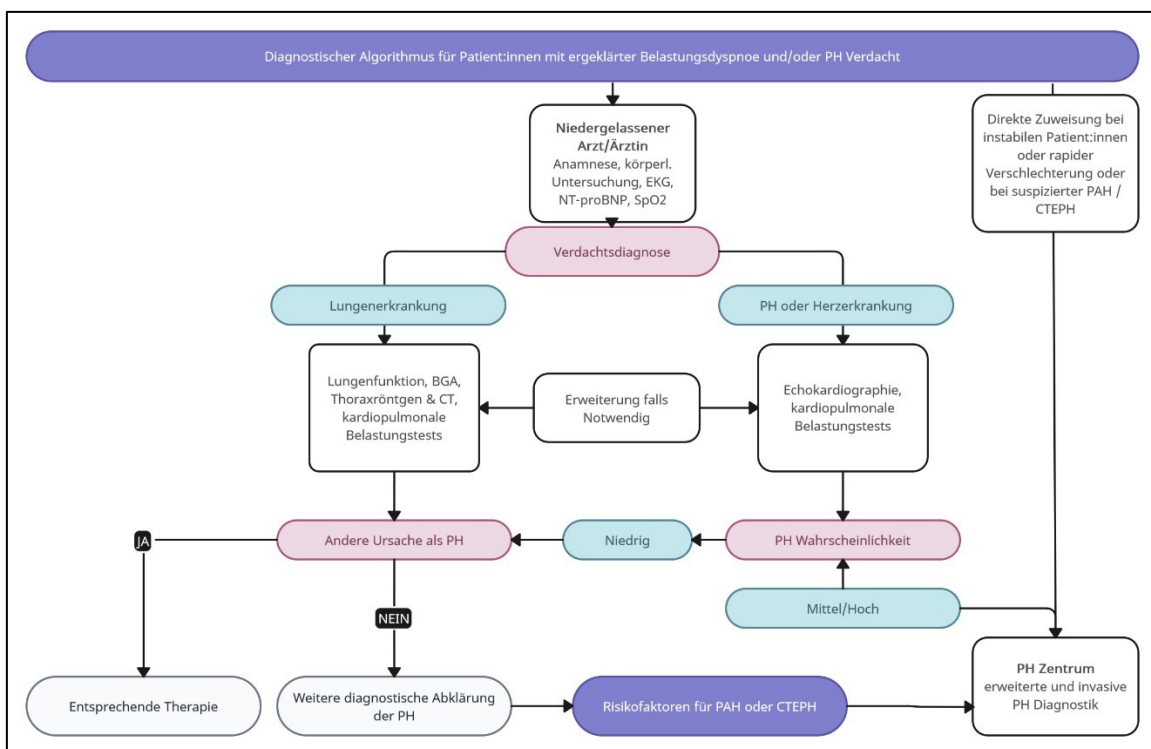 Diagnostischer Algorithmus für Patient:innen mit ergeklärter Belastungsdyspnoe und/oder PH Verdacht
Niedergelassener
Arzt/Ärztin
Anamnese, körperl.
Untersuchung, EKG,
NT-proBNP, SpO2
Direkte Zuweisung bei
instabilen Patient:innen
oder rapider
Verschlechterung oder
bei suspizierter PAH /
CTEPH
Verdachtsdiagnose
Lungenerkrankung
PH oder Herzerkrankung
Lungenfunktion, BGA,
Thoraxröntgen & CT,
kardiopulmonale
Belastungstests
Erweiterung falls
Notwendig
Echokardiographie,
kardiopulmonale
Belastungstests
JA
Andere Ursache als PH
Niedrig
PH Wahrscheinlichkeit
NEIN
Mittel/Hoch
Entsprechende Therapie
Weitere diagnostische Abklärung
der PH
Risikofaktoren für PAH oder CTEPH
PH Zentrum
erweiterte und invasive
PH Diagnostik